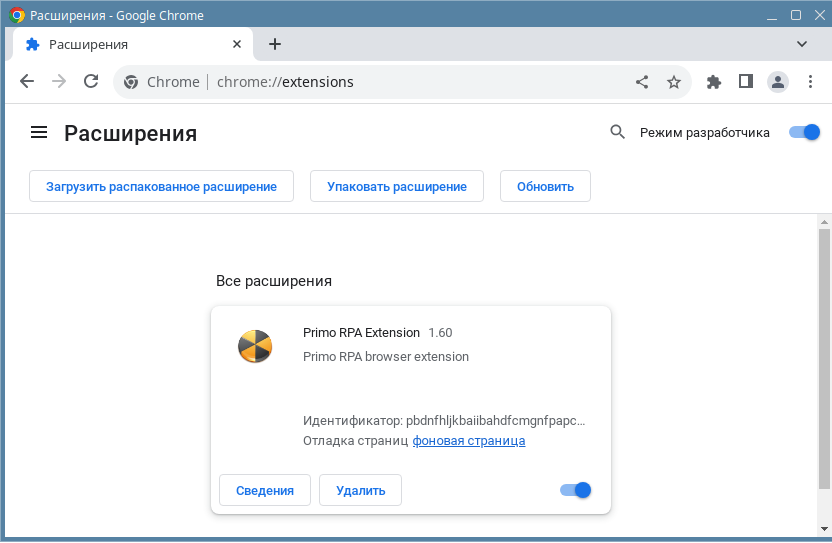 Расширения - Google Chrome
Расширения
Chrome chrome://extensions
Расширения
Режим разработчика
Загрузить распакованное расширение
Упаковать расширение
Обновить
Все расширения
Primo RPA Extension 1.60
Primo RPA browser extension
Идентификатор: pbdnfhljkbaiibahdfcmgnfpapc...
Отладка страниц фоновая страница
Сведения
Удалить